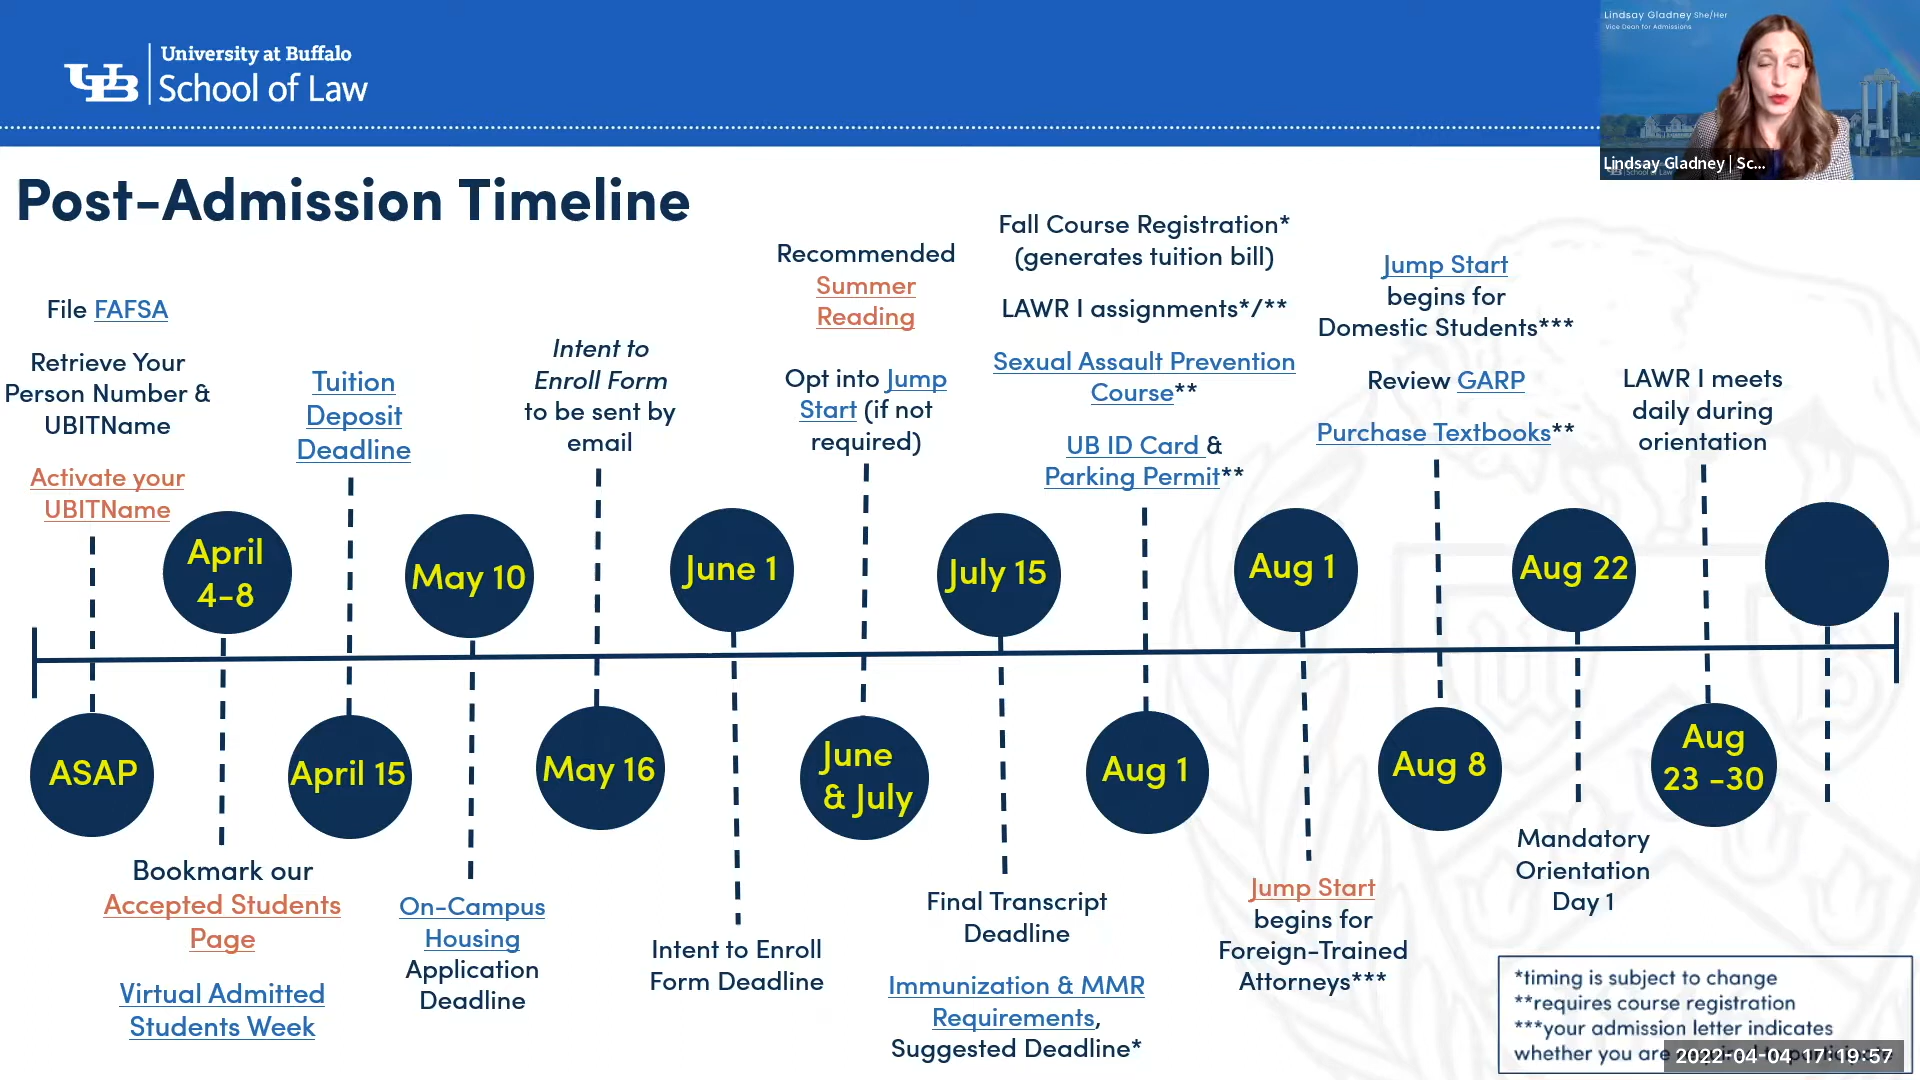 University at Buffalo
School of Law
Lindsay Gladney She/Her
Vice Dean for Admissions
Lindsay Gladney | Sc...
School of Law
Post-Admission Timeline
File FAFSA
Retrieve Your
Person Number &
UBITName
Activate your
UBITName
ASAP
April
4-8
Bookmark our
Accepted Students
Page
Virtual Admitted
Students Week
Tuition
Deposit
Deadline
April 15
May 10
On-Campus
Housing
Application
Deadline
Intent to
Enroll Form
to be sent by
email
May 16
June 1
Intent to Enroll
Form Deadline
Recommended
Summer
Reading
Opt into Jump
Start (if not
required)
June
& July
July 15
Final Transcript
Deadline
Immunization & MMR
Requirements,
Suggested Deadline*
Fall Course Registration*
(generates tuition bill)
LAWR I assignments*/**
Sexual Assault Prevention
Course**
UB ID Card &
Parking Permit**
Aug 1
Aug 1
Jump Start
begins for
Foreign-Trained
Attorneys***
Jump Start
begins for
Domestic Students***
Review GARP
Purchase Textbooks**
Aug 8
Aug 22
Mandatory
Orientation
Day 1
LAWR I meets
daily during
orientation
Aug
23 -30
*timing is subject to change
**requires course registration
***your admission letter indicates
whether you are
2022-04-04 17:19:57